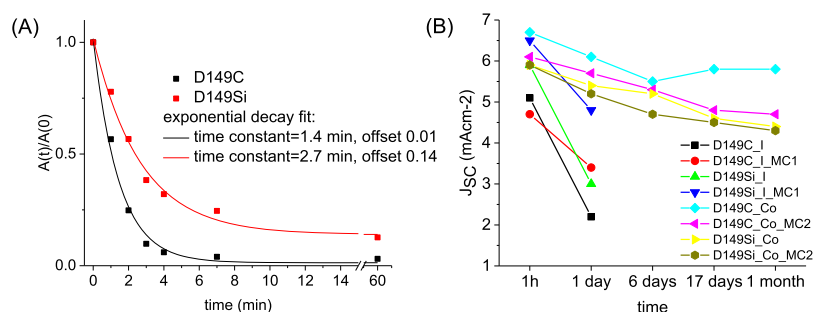 (A)
A(t)/A(0)
1.0
0.5
0.0
D149C
D149Si
exponential decay fit:
time constant=1.4 min, offset 0.01
time constant=2.7 min, offset 0.14
0 2 4 6 8 10 12 14 60
time (min)
(B)
JSC (mAcm-2)
7
6
5
4
3
2
1
D149C_I
D149C_I_MC1
D149Si_I
D149Si_I_MC1
D149C_Co
D149C_Co_MC2
D149Si_Co
D149Si_Co_MC2
1h 1 day 6 days 17 days 1 month
time